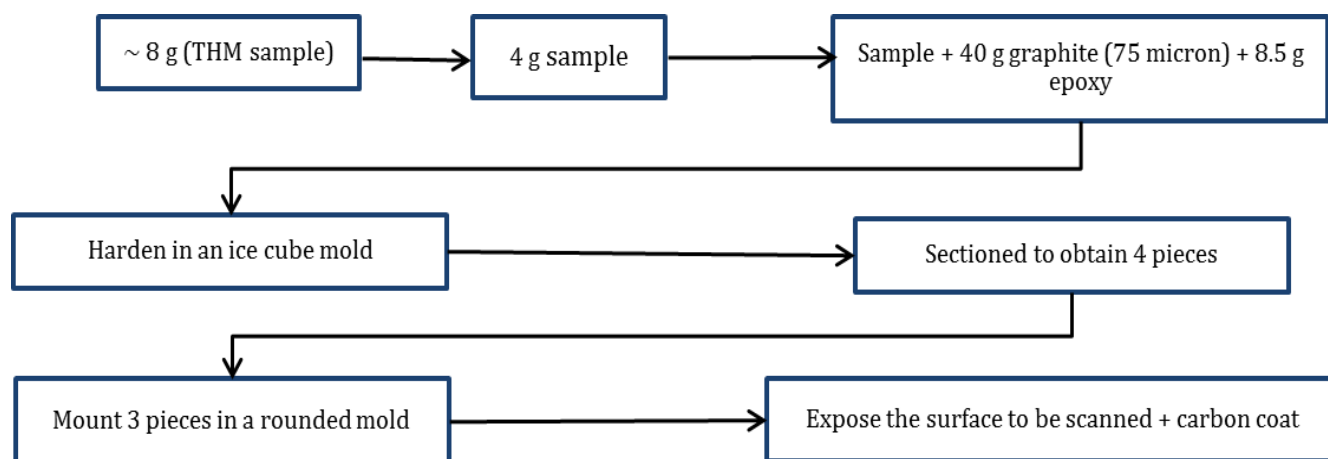 ~ 8 g (THM sample)
4 g sample
Sample + 40 g graphite (75 micron) + 8.5 g
epoxy
Harden in an ice cube mold
Sectioned to obtain 4 pieces
Mount 3 pieces in a rounded mold
Expose the surface to be scanned + carbon coat